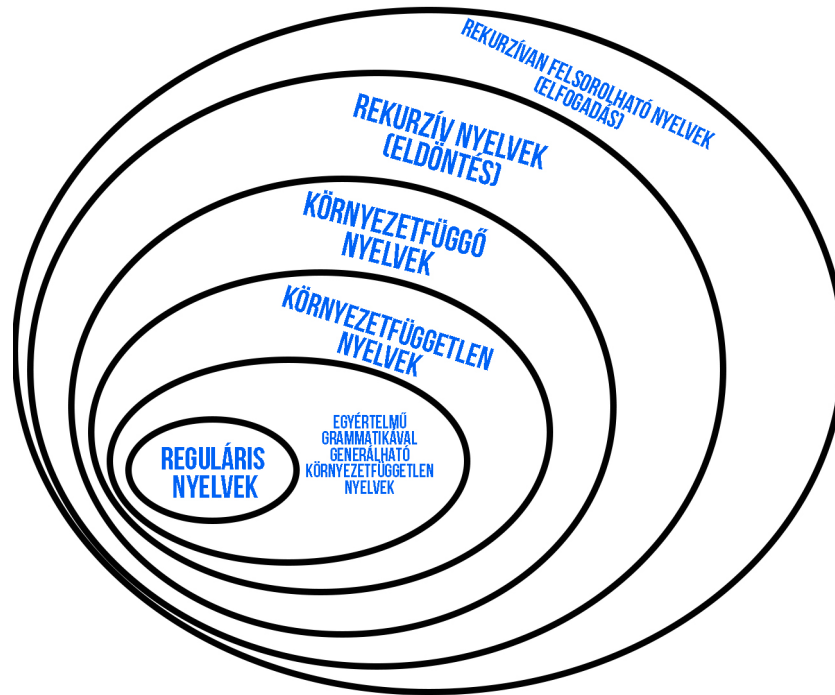 REKURZÍVAN FELSOROLHATÓ NYELVEK
(ELFOGADÁS)
REKURZÍV NYELVEK
(ELDÖNTÉS)
KÖRNYEZETFÜGGŐ
NYELVEK
KÖRNYEZETFÜGGETLEN
NYELVEK
EGYÉRTELMŰ
GRAMMATIKÁVAL
GENERÁLHATÓ
KÖRNYEZETFÜGGETLEN
NYELVEK
REGULÁRIS
NYELVEK